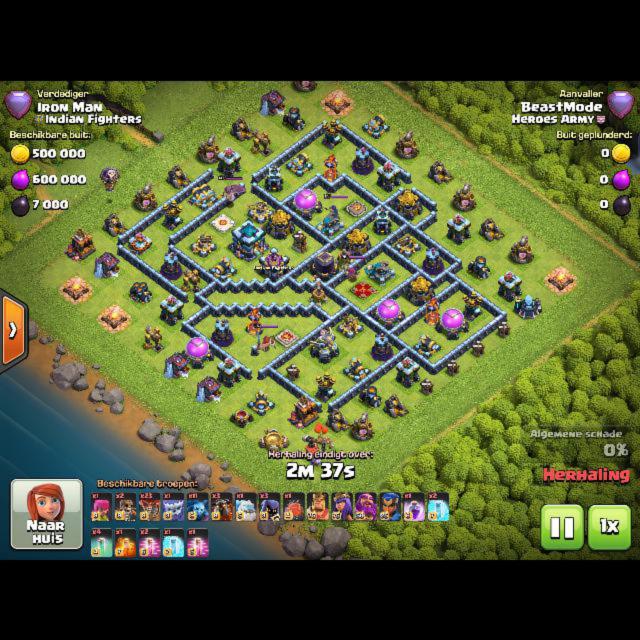 Verdediger
Iron Man
Indian Fighters
Beschikbare buit:
500 000
600 000
7 000
Aanvaller
BeastMode
Heroes Army
Buit geplunderd:
0
0
0
Algemene schade
0%
Herhaling
Herhaling eindigt over:
2M 37s
Beschikbare troepen:
Naar huis
1x